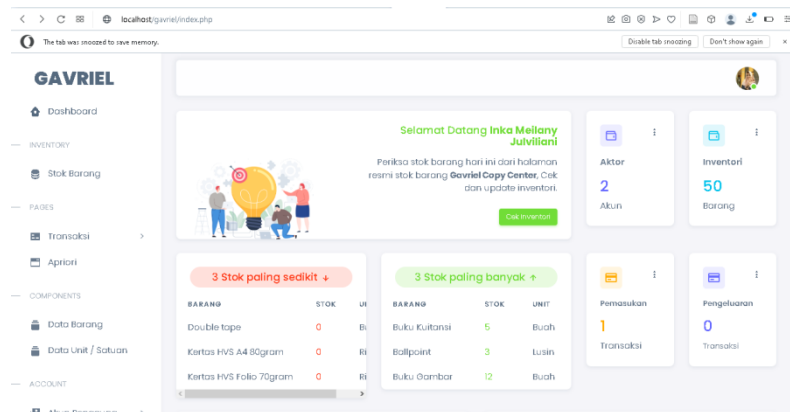 localhost/gavriel/index.php
The tab was snoozed to save memory.
Disable tab snoozing
Don't show again
GAVRIEL
Dashboard
INVENTORY
Stok Barang
PAGES
Transaksi
Apriori
COMPONENTS
Data Barang
Data Unit / Satuan
ACCOUNT
Selamat Datang Inka Meilany
Julviliani
Periksa stok barang hari ini dari halaman
resmi stok barang Gavriel Copy Center, Cek
dan update inventori.
Cek Inventori
Aktor
2
Akun
Inventori
50
Barang
3 Stok paling sedikit ↓
BARANG STOK
Double tape 0
Kertas HVS A4 80gram 0
Kertas HVS Folio 70gram 0
3 Stok paling banyak ↑
BARANG STOK UNIT
Buku Kuitansi 5 Buah
Ballpoint 3 Lusin
Buku Gambar 12 Buah
Pemasukan
1
Transaksi
Pengeluaran
0
Transaksi